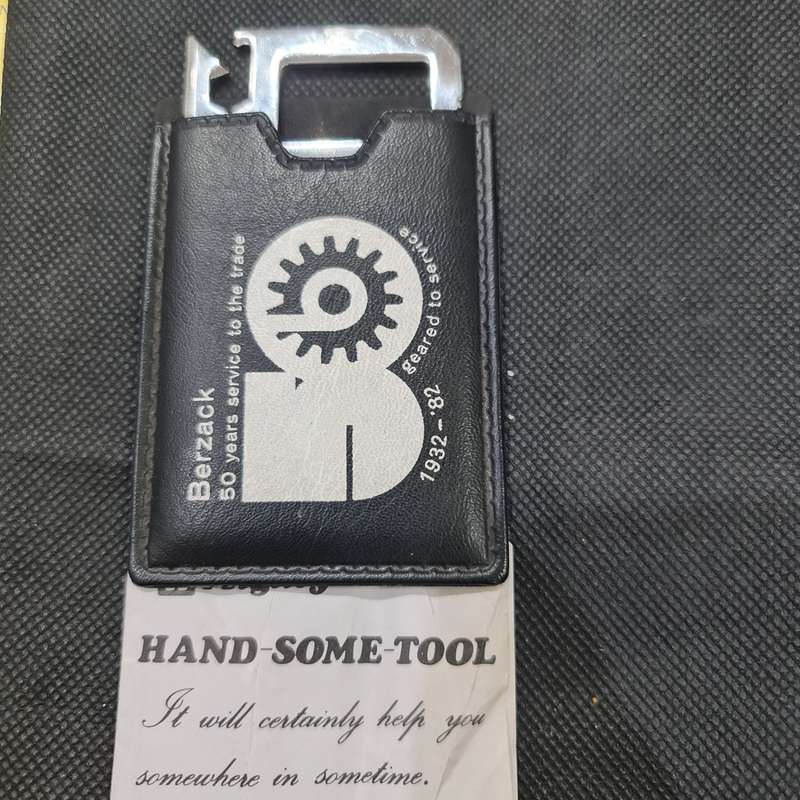 Berzack
50 years service to the trade
b
geared to service
1932-'82
HAND-SOME-TOOL
It will certainly help you
somewhere in sometime.